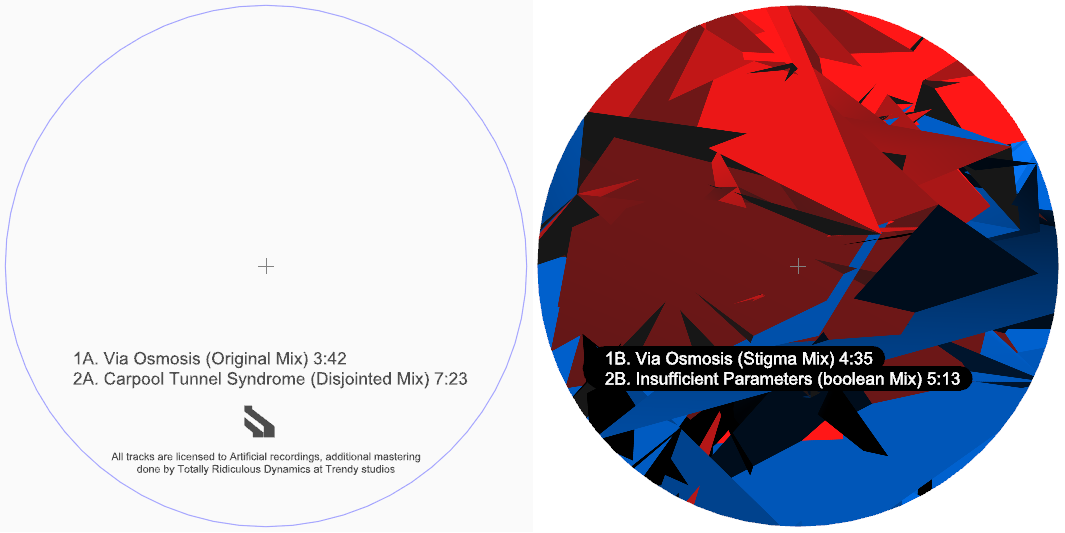 1A. Via Osmosis (Original Mix) 3:42
2A. Carpool Tunnel Syndrome (Disjointed Mix) 7:23
All tracks are licensed to Artificial recordings, additional mastering
done by Totally Ridiculous Dynamics at Trendy studios
1B. Via Osmosis (Stigma Mix) 4:35
2B. Insufficient Parameters (boolean Mix) 5:13